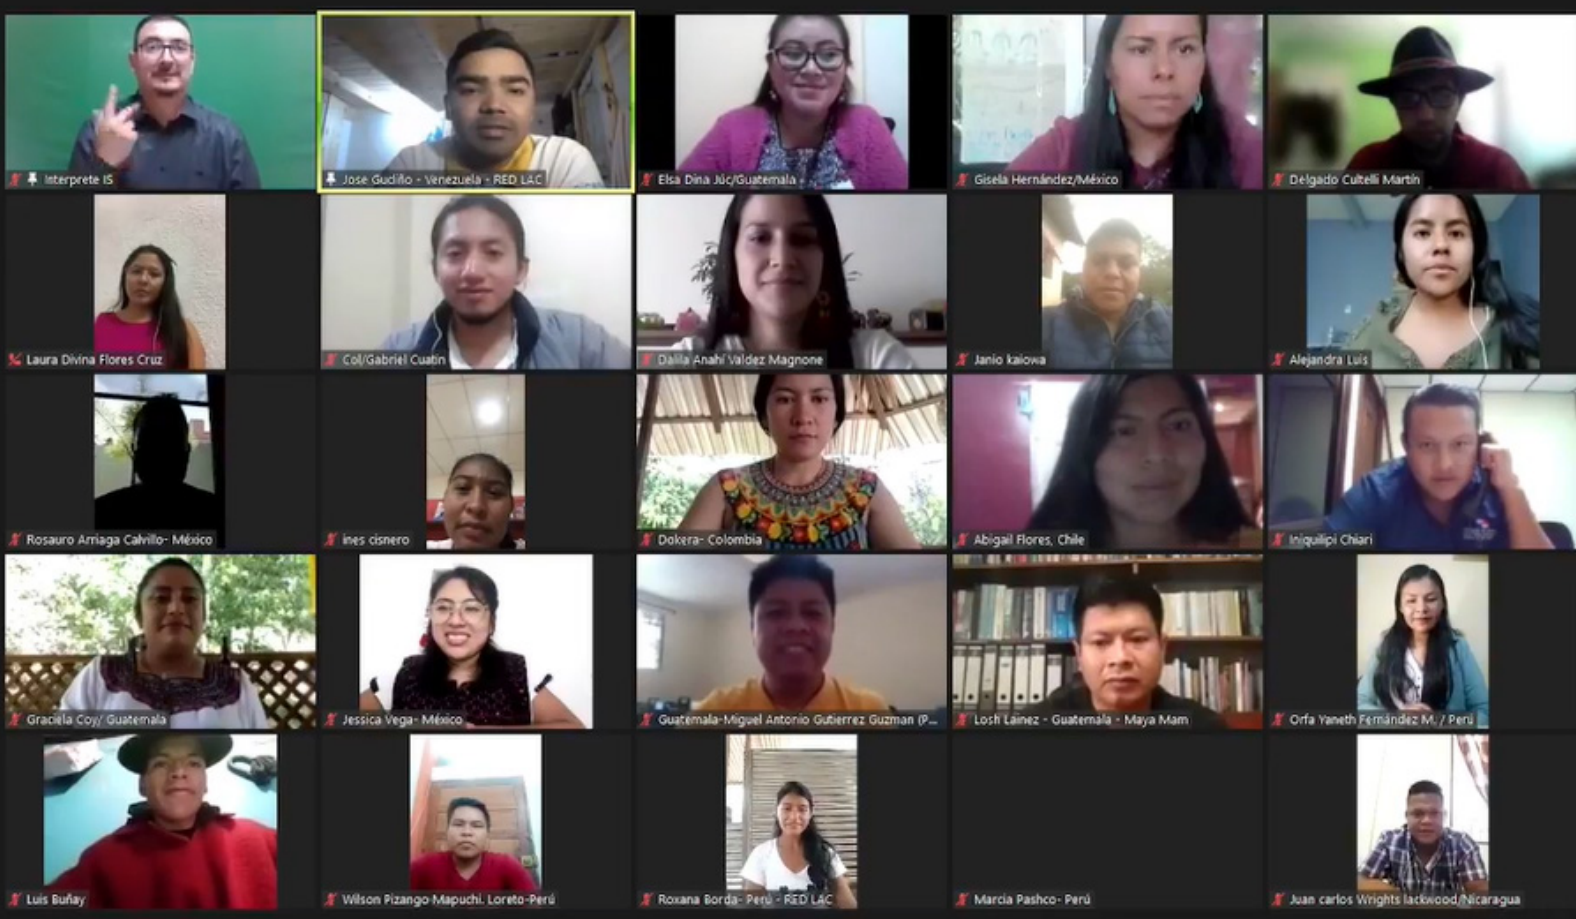 Interprete IS
Jose Gudiño - Venezuela - RED LAC
Elsa Dina Júc/Guatemala -
Gisela Hernández/México
Delgado Cultelli Martín
Laura Divina Flores Cruz
Col/Gabriel Cuatin
Dalila Anahí Valdez Magnone
Janio kaiowa
Alejandra Luis
Rosauro Arriaga Calvillo- México
ines cisnero
Dokera- Colombia
Abigail Flores, Chile
Iniquilipi Chiari
Graciela Coy/ Guatemala
Jessica Vega- México
Guatemala-Miguel Antonio Gutierrez Guzman (P...
Losh Lainez - Guatemala - Maya Mam
Orfa Yaneth Fernández M. / Perú
Luis Buñay
Wilson Pizango Mapuchi. Loreto-Perú
Roxana Borda- Perú - RED LAC
Marcia Pashco- Perú
Juan carlos Wrights lackwood/Nicaragua